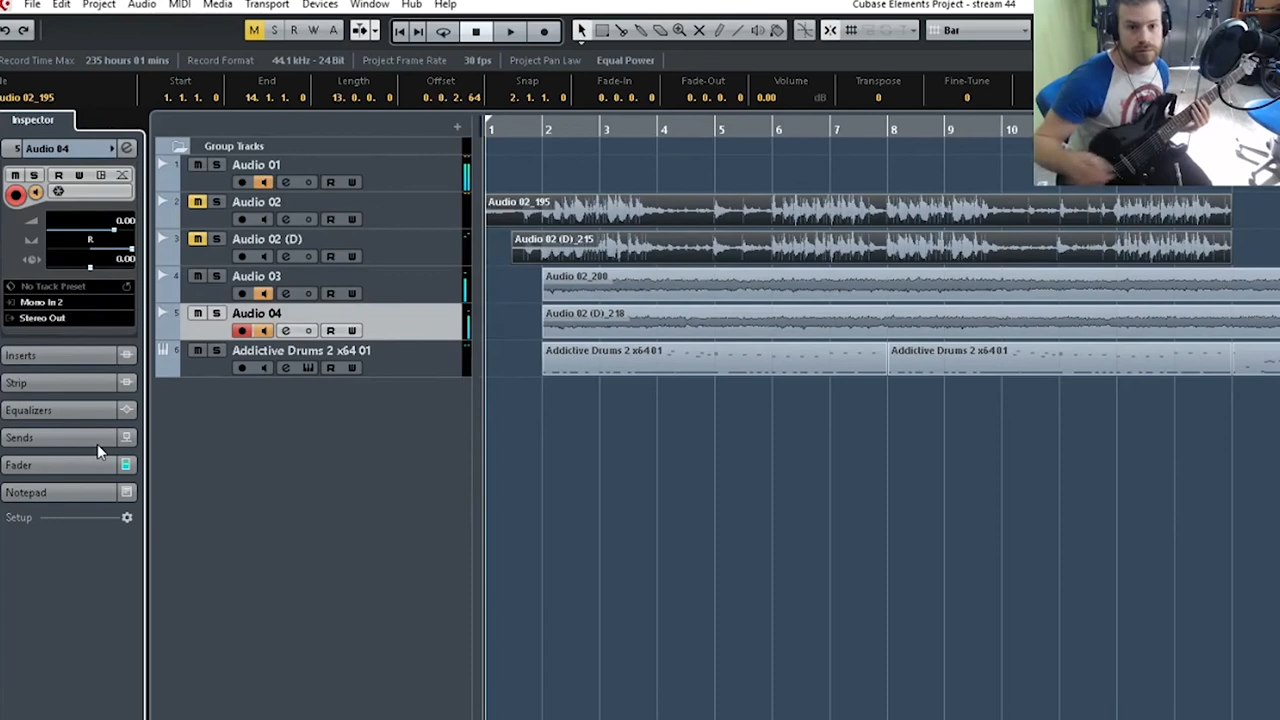 File Edit Project Audio MIDI Media Transport Devices Window Hub Help
Cubase Elements Project - stream 44
M S L R W A
Bar
Record Time Max 235 hours 01 mins Record Format 44.1 kHz - 24 Bit Project Frame Rate 30 fps Project Pan Law Equal Power
Start End Length Offset Snap Fade-In Fade-Out Volume Transpose Fine-Tune
udio 02_195 1. 1. 1. 0 14. 1. 1. 0 13. 0. 0. 0 0. 0. 2. 64 2. 1. 1. 0 0. 0. 0. 0 0. 0. 0. 0 0.00 dB 0 0
Inspector
1 2 3 4 5 6 7 8 9 10
Group Tracks
5 Audio 04
M S R W
0.00
R
0.00
No Track Preset
Mono In 2
Stereo Out
Inserts
Strip
Equalizers
Sends
Fader
Notepad
Setup
1 m S Audio 01
R W
2 m S Audio 02
R W
3 m S Audio 02 (D)
R W
4 m S Audio 03
R W
5 m S Audio 04
R W
6 m S Addictive Drums 2 x64 01
R W
Audio 02_195
Audio 02 (D)_215
Audio 02_200
Audio 02 (D)_218
Addictive Drums 2 x64 01 Addictive Drums 2 x64 01